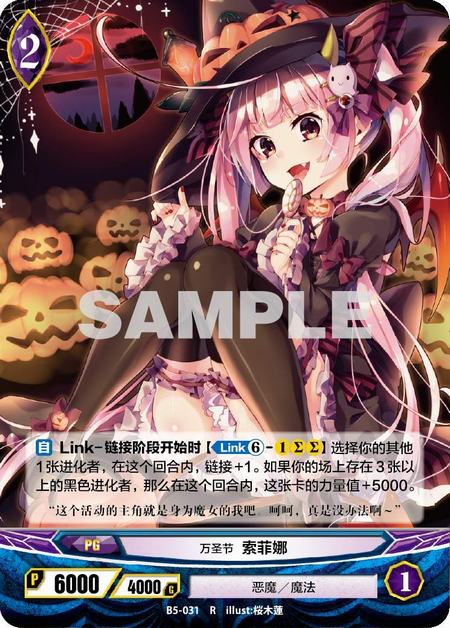 2
SAMPLE
自 Link-链接阶段开始时【Link⑥-1ΣΣ】选择你的其他
1张进化者，在这个回合内，链接+1。如果你的场上存在3张以
上的黑色进化者，那么在这个回合内，这张卡的力量值+5000。
“这个活动的主角就是身为魔女的我吧　呵呵，真是没办法啊～”
PG 万圣节 索菲娜
P 6000 / 4000 G 恶魔／魔法 1
B5-031 R illust:桜木蓮